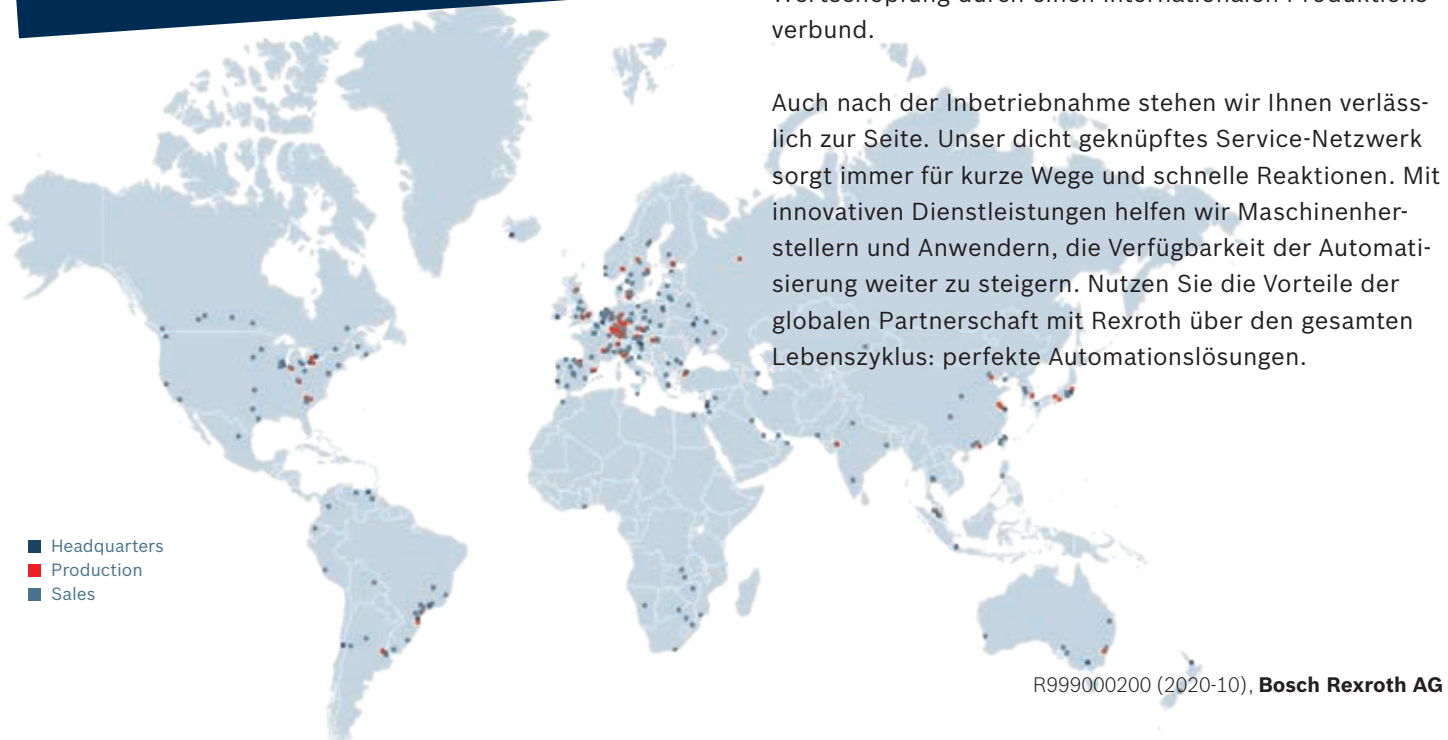 verbund.
Auch nach der Inbetriebnahme stehen wir Ihnen verläss-
lich zur Seite. Unser dicht geknüpftes Service-Netzwerk
sorgt immer für kurze Wege und schnelle Reaktionen. Mit
innovativen Dienstleistungen helfen wir Maschinenher-
stellern und Anwendern, die Verfügbarkeit der Automati-
sierung weiter zu steigern. Nutzen Sie die Vorteile der
globalen Partnerschaft mit Rexroth über den gesamten
Lebenszyklus: perfekte Automationslösungen.
Headquarters
Production
Sales
R999000200 (2020-10), Bosch Rexroth AG